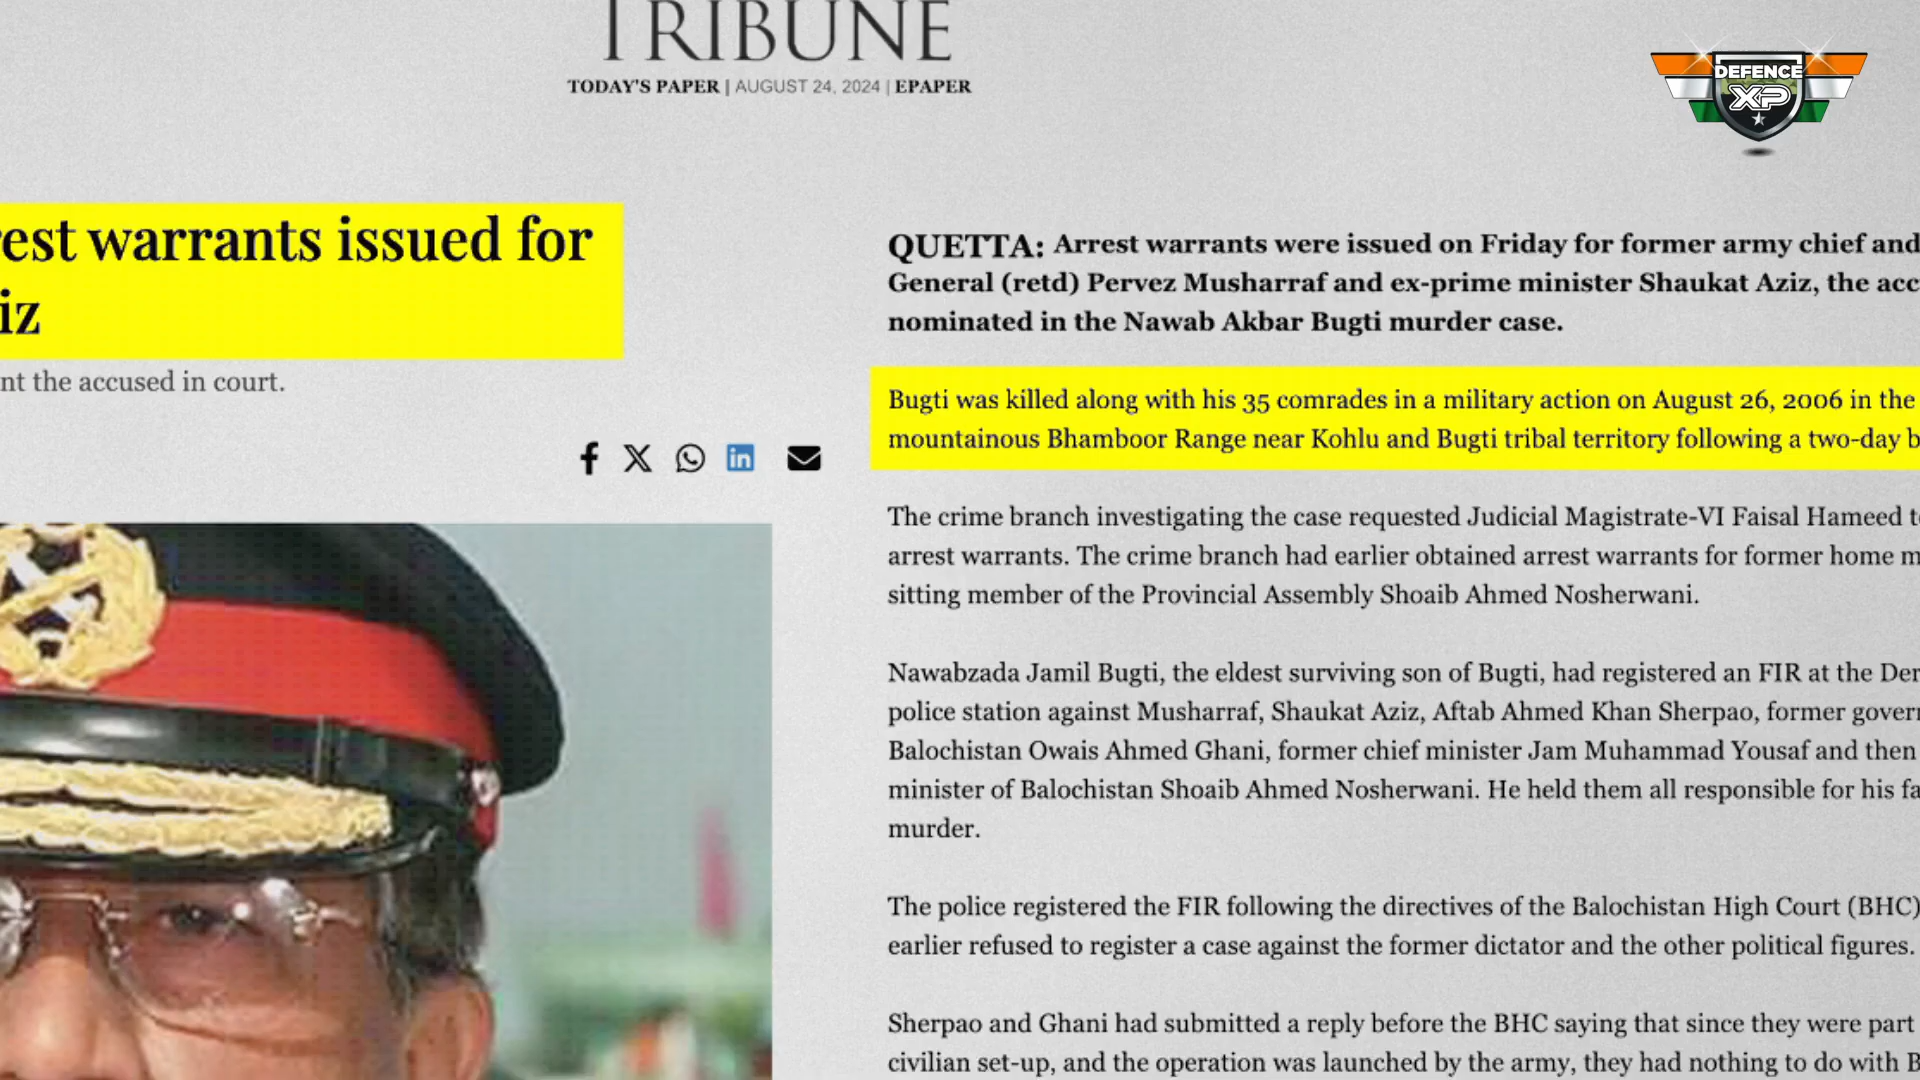 TRIBUNE
TODAY'S PAPER | AUGUST 24, 2024 | EPAPER
DEFENCE
XP
warrants issued for
nt the accused in court.
QUETTA: Arrest warrants were issued on Friday for former army chief and
General (retd) Pervez Musharraf and ex-prime minister Shaukat Aziz, the acc
nominated in the Nawab Akbar Bugti murder case.
Bugti was killed along with his 35 comrades in a military action on August 26, 2006 in the
mountainous Bhamboor Range near Kohlu and Bugti tribal territory following a two-day b
The crime branch investigating the case requested Judicial Magistrate-VI Faisal Hameed t
arrest warrants. The crime branch had earlier obtained arrest warrants for former home m
sitting member of the Provincial Assembly Shoaib Ahmed Nosherwani.
Nawabzada Jamil Bugti, the eldest surviving son of Bugti, had registered an FIR at the Der
police station against Musharraf, Shaukat Aziz, Aftab Ahmed Khan Sherpao, former gover
Balochistan Owais Ahmed Ghani, former chief minister Jam Muhammad Yousaf and then
minister of Balochistan Shoaib Ahmed Nosherwani. He held them all responsible for his fa
murder.
The police registered the FIR following the directives of the Balochistan High Court (BHC)
earlier refused to register a case against the former dictator and the other political figures.
Sherpao and Ghani had submitted a reply before the BHC saying that since they were part
civilian set-up, and the operation was launched by the army, they had nothing to do with B